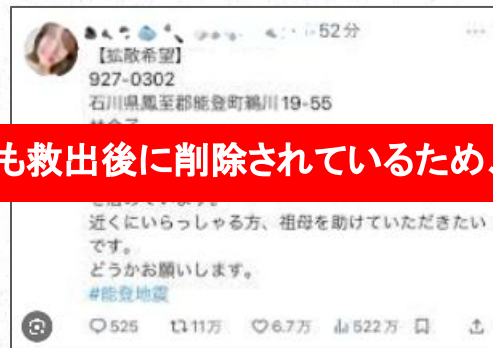 52分
【拡散希望】
927-0302
石川県鳳至郡能登町鵜川19-55
も救出後に削除されているため、
近くにいらっしゃる方、祖母を助けていただきたい
です。
どうかお願いします。
#能登地震
525 11万 6.7万 522万